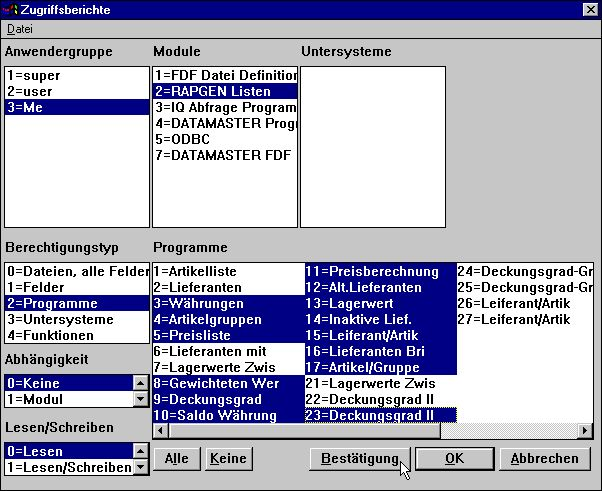 Zugriffsberichte
Datei
Anwendergruppe
1=super
2=user
3=Me
Module
1=FDF Datei Definition
2=RAPGEN Listen
3=IQ Abfrage Program
4=DATAMASTER Prog
5=ODBC
7=DATAMASTER FDF
Untersysteme
Berechtigungstyp
0=Dateien, alle Felder
1=Felder
2=Programme
3=Untersysteme
4=Funktionen
Abhängigkeit
0=Keine
1=Modul
Lesen/Schreiben
0=Lesen
1=Lesen/Schreiben
Programme
1=Artikelliste
2=Lieferanten
3=Währungen
4=Artikelgruppen
5=Preisliste
6=Lieferanten mit
7=Lagerwerte Zwis
8=Gewichteten Wer
9=Deckungsgrad
10=Saldo Währung
11=Preisberechnung
12=Alt.Lieferanten
13=Lagerwert
14=Inaktive Lief.
15=Leiferant/Artik
16=Lieferanten Bri
17=Artikel/Gruppe
21=Lagerwerte Zwis
22=Deckungsgrad II
23=Deckungsgrad II
24=Deckungsgrad-Gr
25=Deckungsgrad-Gr
26=Leiferant/Artik
27=Leiferant/Artik
Alle
Keine
Bestätigung
OK
Abbrechen